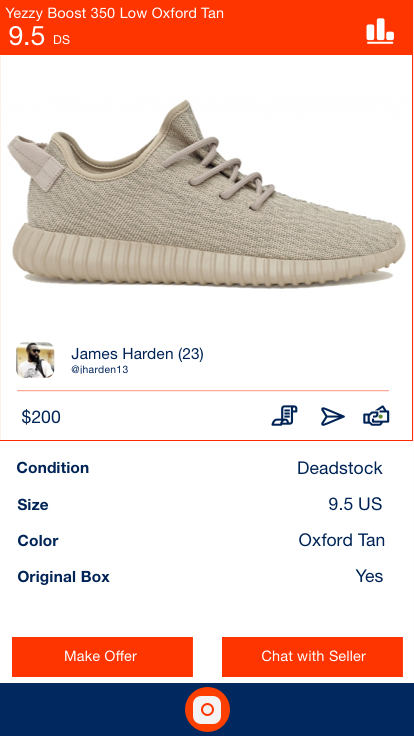 Yezzy Boost 350 Low Oxford Tan
9.5 DS
James Harden (23)
@jharden13
$200
Condition Deadstock
Size 9.5 US
Color Oxford Tan
Original Box Yes
Make Offer Chat with Seller